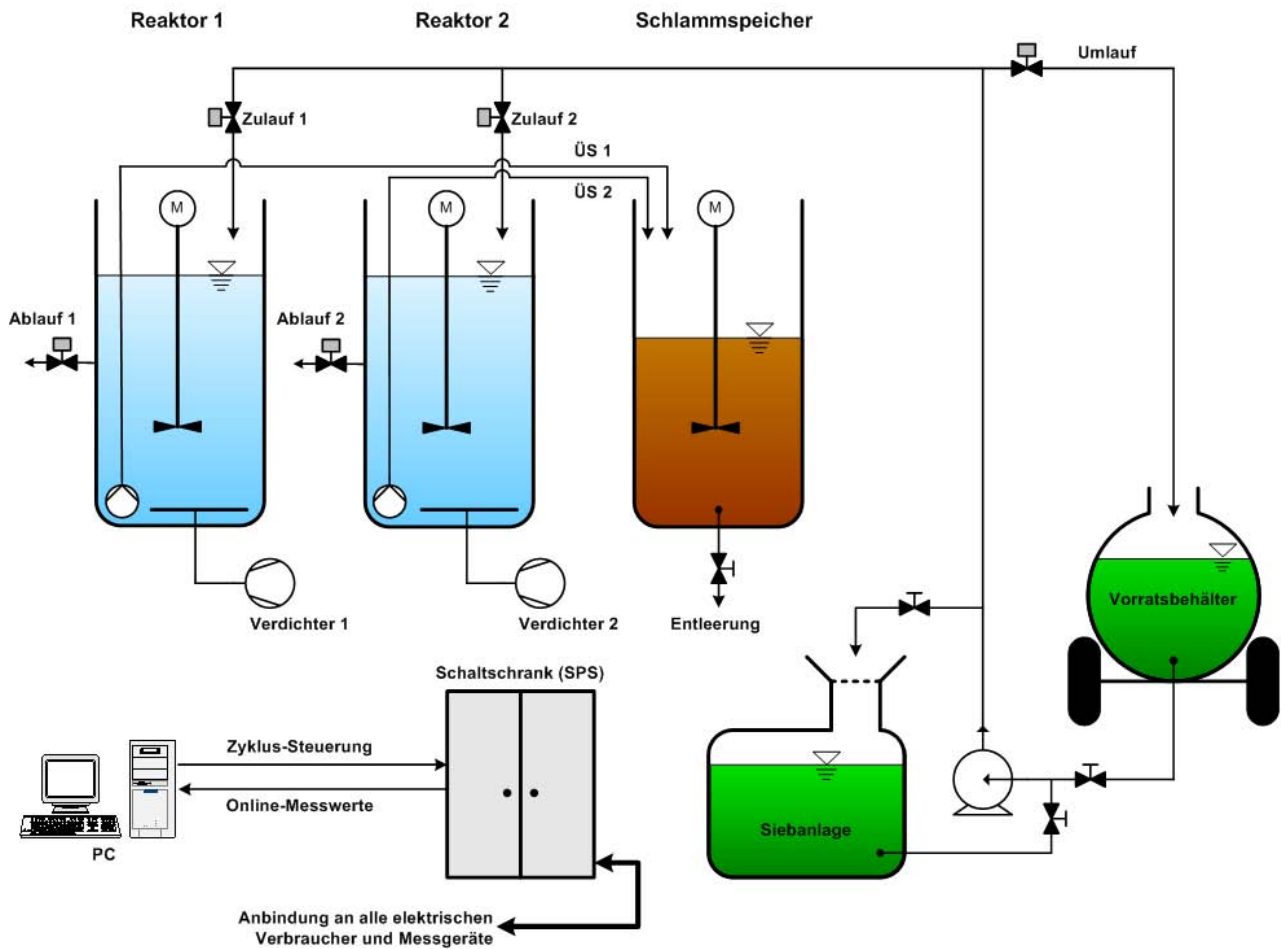 Reaktor 1
Reaktor 2
Schlammspeicher
Umlauf
Zulauf 1
Zulauf 2
ÜS 1
ÜS 2
M
M
M
Ablauf 1
Ablauf 2
Vorratsbehälter
Verdichter 1
Verdichter 2
Entleerung
Schaltschrank (SPS)
Zyklus-Steuerung
Online-Messwerte
Siebanlage
PC
Anbindung an alle elektrischen
Verbraucher und Messgeräte